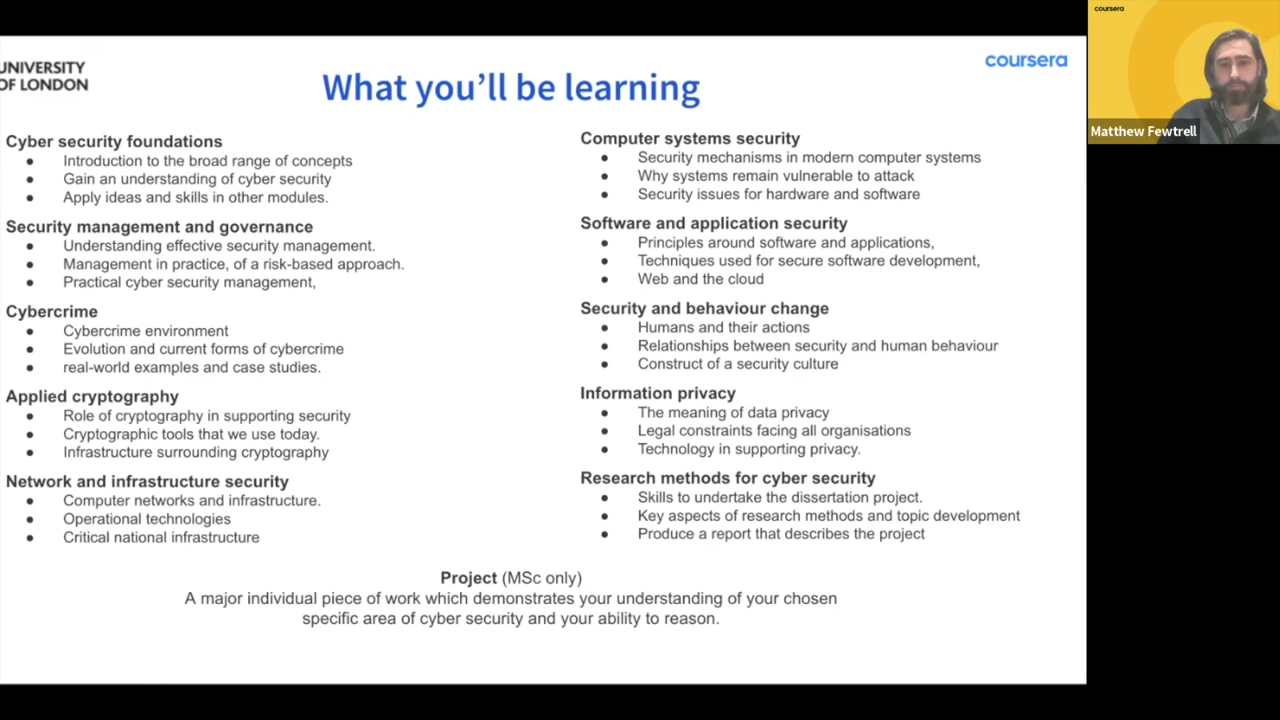 UNIVERSITY
OF LONDON
What you'll be learning
coursera
Cyber security foundations
● Introduction to the broad range of concepts
● Gain an understanding of cyber security
● Apply ideas and skills in other modules.
Security management and governance
● Understanding effective security management.
● Management in practice, of a risk-based approach.
● Practical cyber security management,
Cybercrime
● Cybercrime environment
● Evolution and current forms of cybercrime
● real-world examples and case studies.
Applied cryptography
● Role of cryptography in supporting security
● Cryptographic tools that we use today.
● Infrastructure surrounding cryptography
Network and infrastructure security
● Computer networks and infrastructure.
● Operational technologies
● Critical national infrastructure
Computer systems security
● Security mechanisms in modern computer systems
● Why systems remain vulnerable to attack
● Security issues for hardware and software
Software and application security
● Principles around software and applications,
● Techniques used for secure software development,
● Web and the cloud
Security and behaviour change
● Humans and their actions
● Relationships between security and human behaviour
● Construct of a security culture
Information privacy
● The meaning of data privacy
● Legal constraints facing all organisations
● Technology in supporting privacy.
Research methods for cyber security
● Skills to undertake the dissertation project.
● Key aspects of research methods and topic development
● Produce a report that describes the project
Project (MSc only)
A major individual piece of work which demonstrates your understanding of your chosen
specific area of cyber security and your ability to reason.
coursera
Matthew Fewtrell